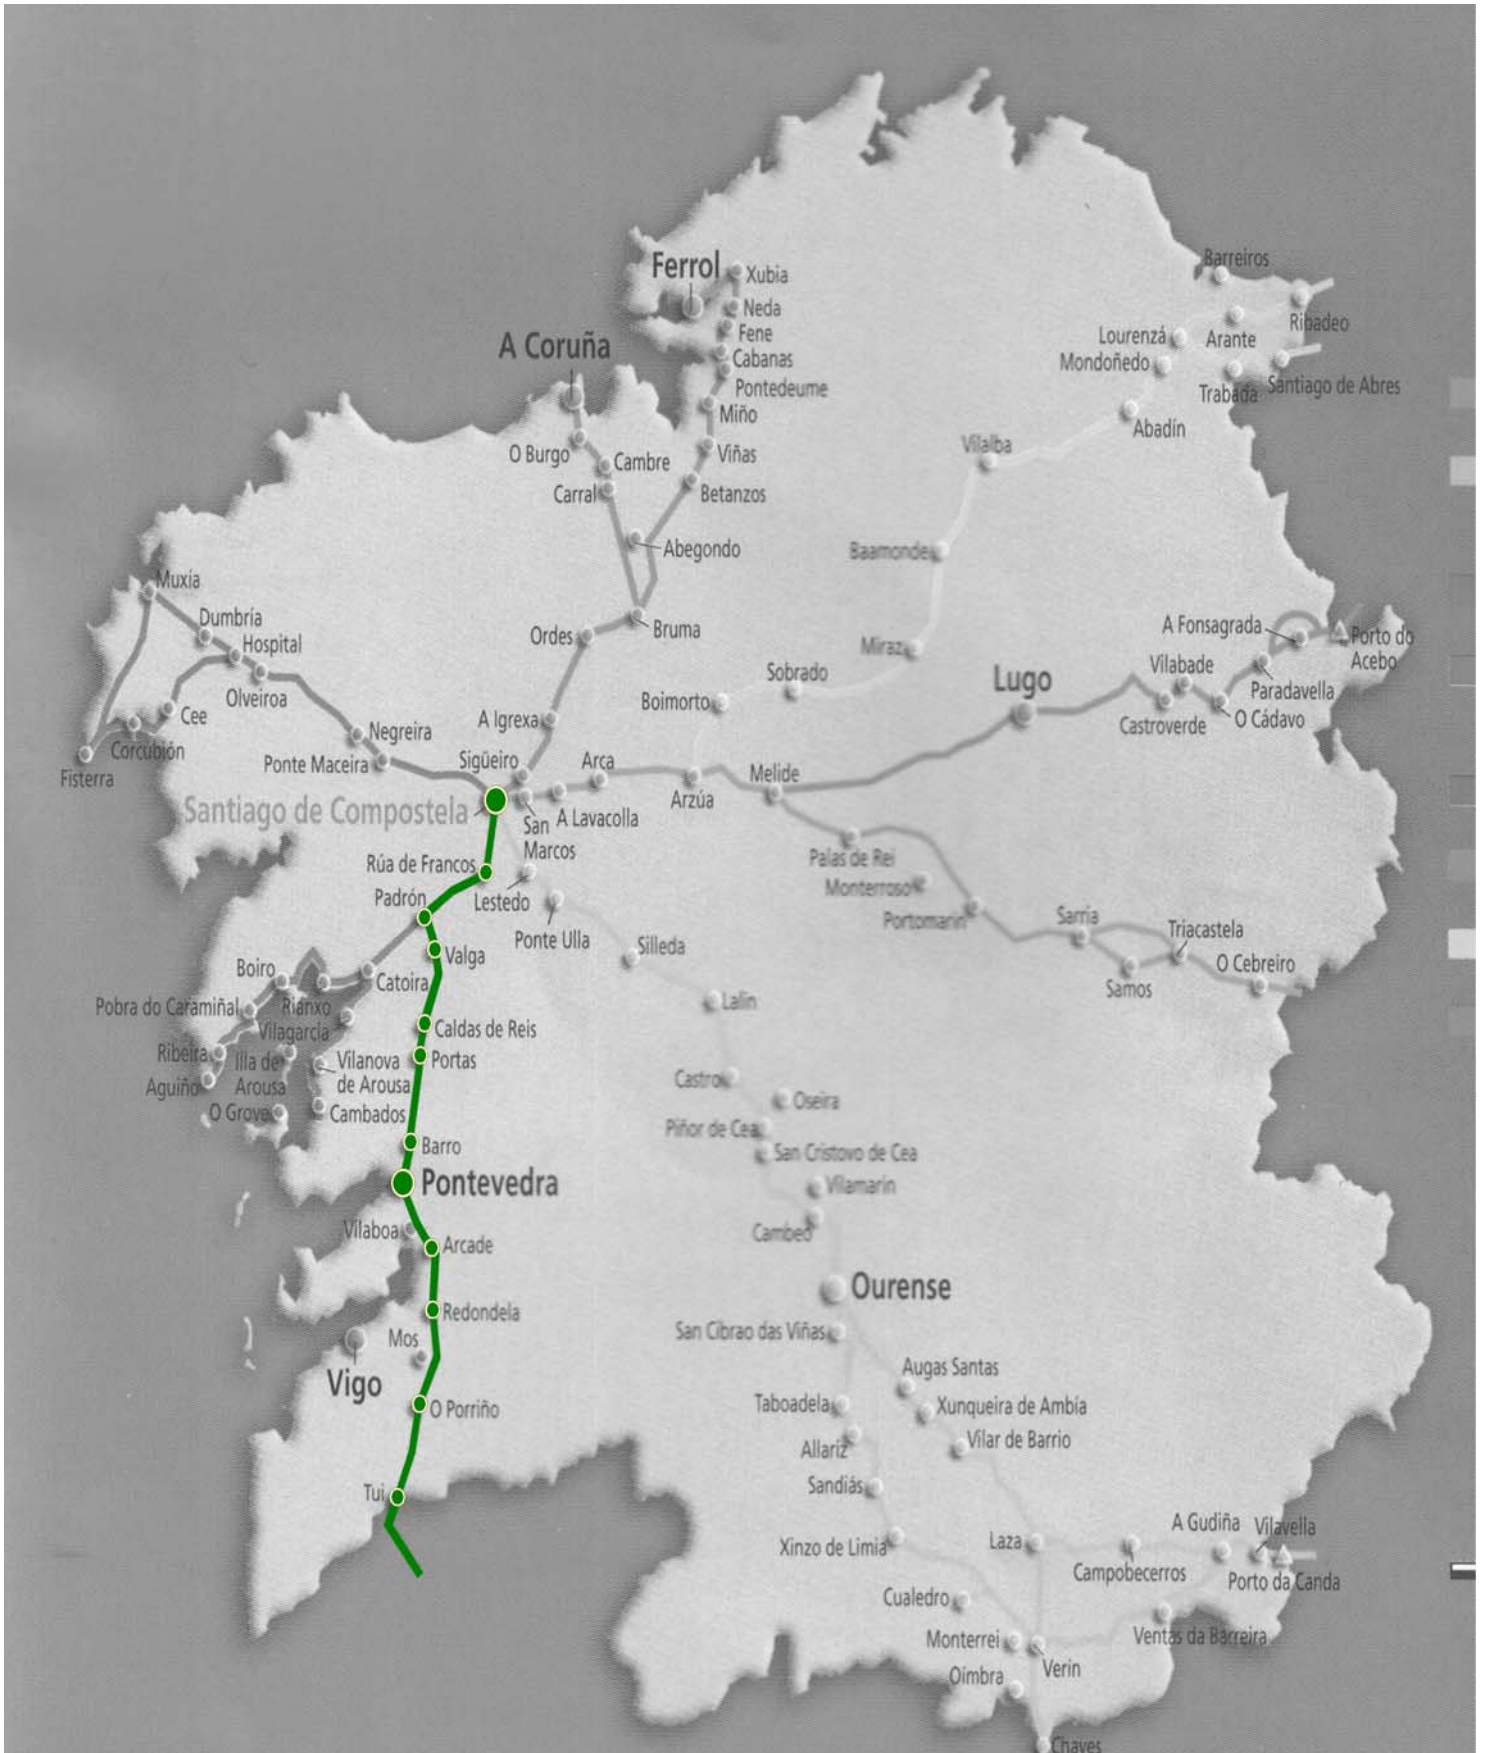 Barreiros
Ferrol
Xubia
Neda
Ribadeo
Fene
Lourenzá
Arante
A Coruña
Cabanas
Mondoñedo
Pontedeume
Trabada
Santiago de Abres
Miño
Abadín
O Burgo
Cambre
Viñas
Vilalba
Carral
Betanzos
Abegondo
Baamonde
Muxía
Dumbría
Hospital
Ordes
Bruma
A Fonsagrada
Porto do
Acebo
Miraz
Vilabade
Sobrado
Lugo
Paradavella
Olveiroa
Boimorto
Cee
A Igrexa
Castroverde
O Cádavo
Negreira
Corcubión
Fisterra
Ponte Maceira
Sigüeiro
Arca
Melide
Arzúa
Santiago de Compostela
San
Marcos
A Lavacolla
Rúa de Francos
Palas de Rei
Monterroso
Padrón
Lestedo
Portomarín
Sarria
Triacastela
Ponte Ulla
Silleda
Valga
Boiro
Catoira
O Cebreiro
Samos
Pobra do Caramiñal
Rianxo
Lalín
Vilagarcía
Caldas de Reis
Ribeira
Illa de
Arousa
Vilanova
de Arousa
Portas
Aguiño
Castro
O Grove
Cambados
Oseira
Piñor de Cea
Barro
San Cristovo de Cea
Pontevedra
Vilamarín
Vilaboa
Arcade
Cambeo
Ourense
Redondela
Mos
San Cibrao das Viñas
Vigo
Augas Santas
O Porriño
Taboadela
Xunqueira de Ambía
Allariz
Vilar de Barrio
Tui
Sandiás
A Gudiña
Vilavella
Xinzo de Limia
Laza
Campobecerros
Porto da Canda
Cualedro
Monterrei
Ventas da Barreira
Verín
Oímbra
Chaves